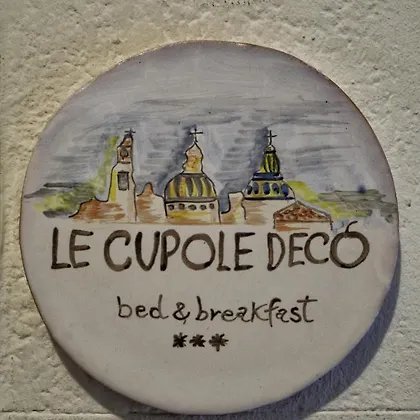 LE CUPOLE DECÓ
bed & breakfast
***